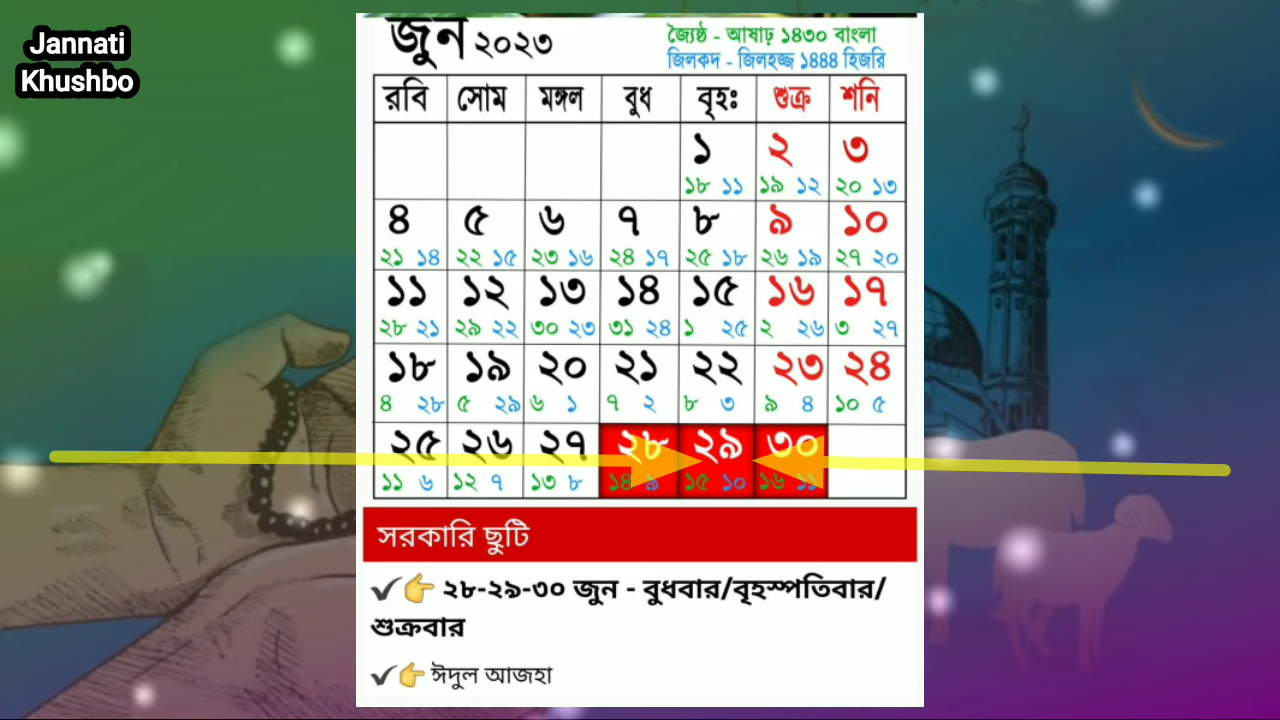 Jannati
Khushbo
জুন ২০২৩
জ্যৈষ্ঠ - আষাঢ় ১৪৩০ বাংলা
জিলকদ - জিলহজ্জ ১৪৪৪ হিজরি
রবি সোম মঙ্গল বুধ বৃহঃ শুক্র শনি
১ ২ ৩
১৮ ১১ ১৯ ১২ ২০ ১৩
৪ ৫ ৬ ৭ ৮ ৯ ১০
২১ ১৪ ২২ ১৫ ২৩ ১৬ ২৪ ১৭ ২৫ ১৮ ২৬ ১৯ ২৭ ২০
১১ ১২ ১৩ ১৪ ১৫ ১৬ ১৭
২৮ ২১ ২৯ ২২ ৩০ ২৩ ৩১ ২৪ ১ ২৫ ২ ২৬ ৩ ২৭
১৮ ১৯ ২০ ২১ ২২ ২৩ ২৪
৪ ২৮ ৫ ২৯ ৬ ১ ৭ ২ ৮ ৩ ৯ ৪ ১০ ৫
২৫ ২৬ ২৭ ২৮ ২৯ ৩০
১১ ৬ ১২ ৭ ১৩ ৮ ১৪ ৯ ১৫ ১০ ১৬ ১১
সরকারি ছুটি
✔👉 ২৮-২৯-৩০ জুন - বুধবার/বৃহস্পতিবার/
শুক্রবার
✔👉 ঈদুল আজহা